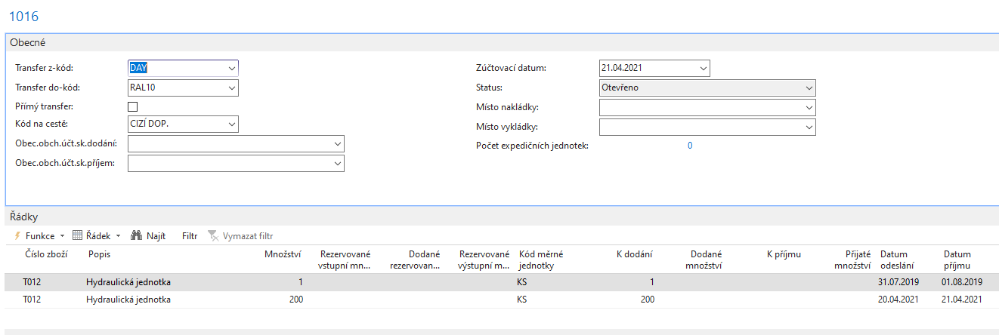 1016
Obecné
Transfer z-kód: DAY
Transfer do-kód: RAL10
Přímý transfer:
Kód na cestě: CIZÍ DOP.
Obec.obch.účt.sk.dodání:
Obec.obch.účt.sk.příjem:
Zúčtovací datum: 21.04.2021
Status: Otevřeno
Místo nakládky:
Místo vykládky:
Počet expedičních jednotek: 0
Řádky
Funkce Řádek Najít Filtr Vymazat filtr
Číslo zboží Popis Množství Rezervované vstupní mn... Dodané rezervovan... Rezervované výstupní m... Kód měrné jednotky K dodání Dodané množství K příjmu Přijaté množství Datum odeslání Datum příjmu
T012 Hydraulická jednotka 1 KS 1 31.07.2019 01.08.2019
T012 Hydraulická jednotka 200 KS 200 20.04.2021 21.04.2021